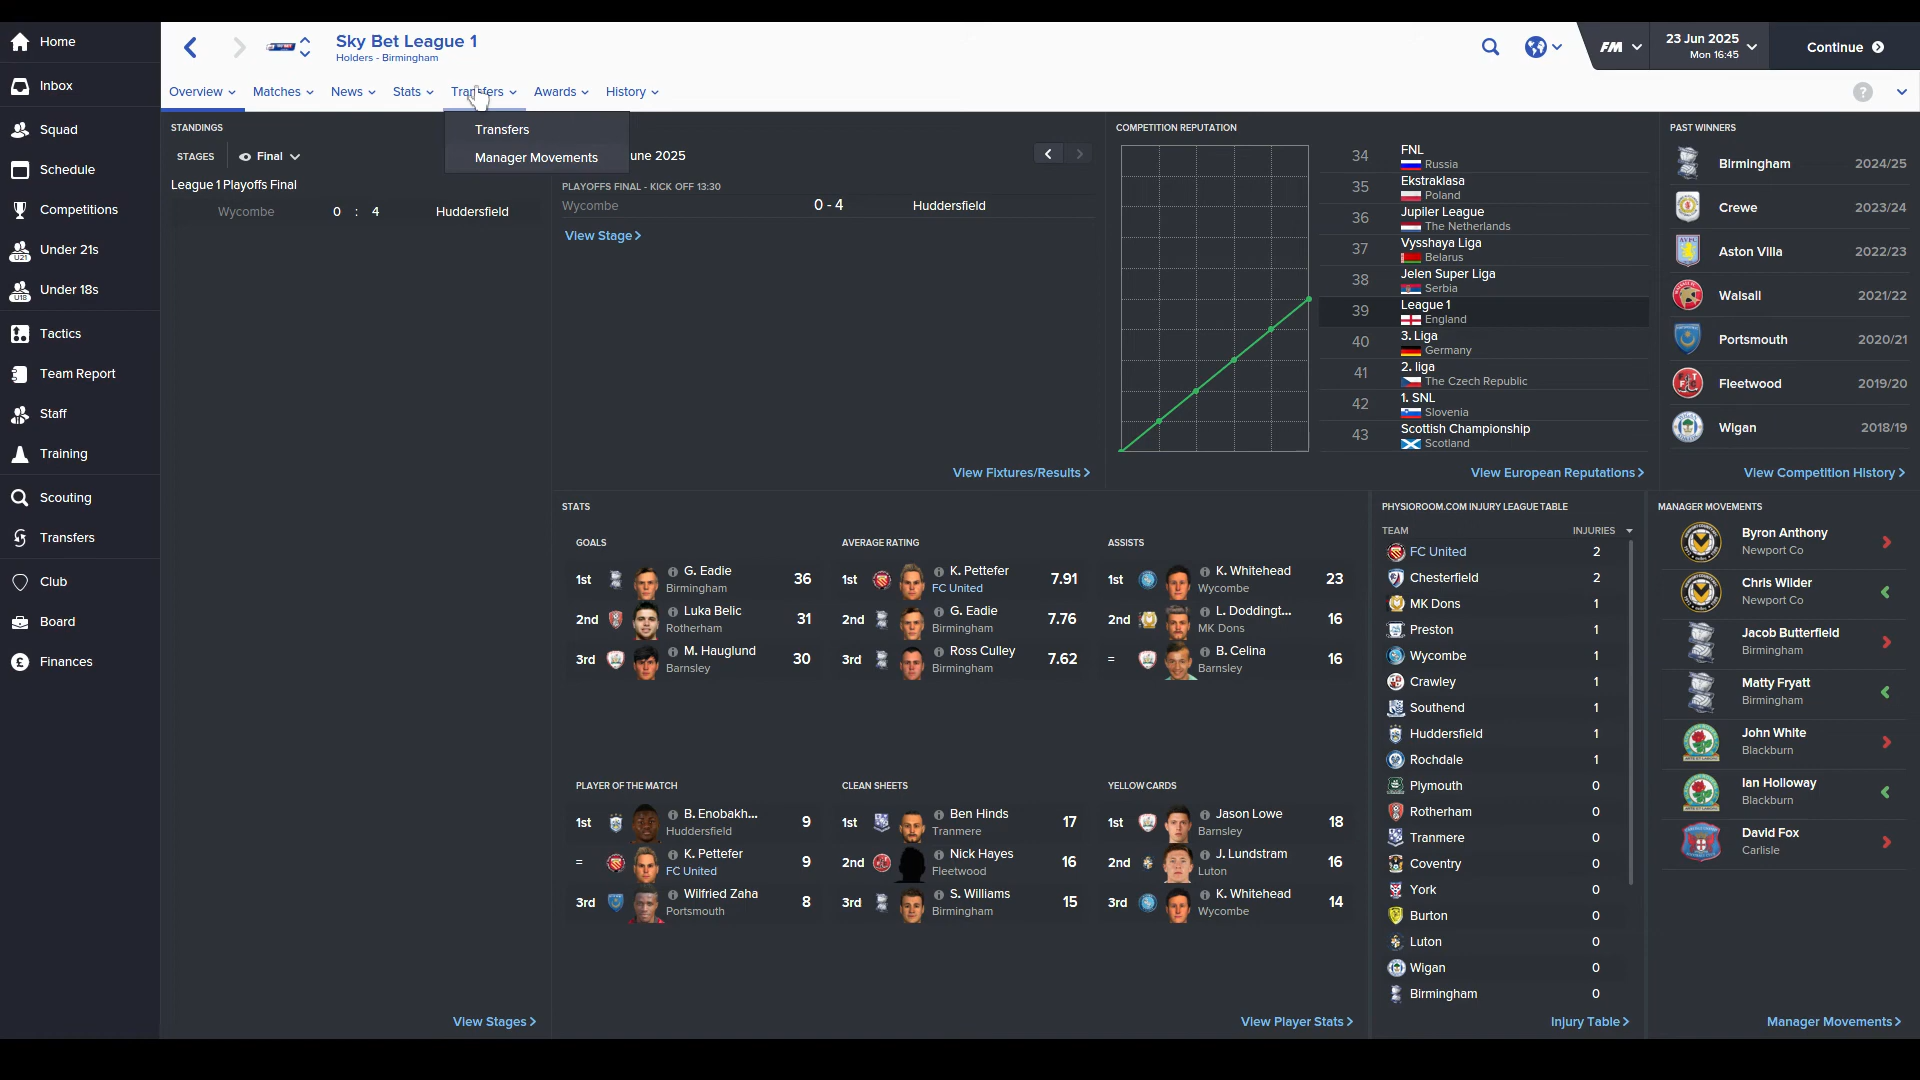 Home
Inbox
Squad
Schedule
Competitions
Under 21s
Under 18s
Tactics
Team Report
Staff
Training
Scouting
Transfers
Club
Board
Finances
Sky Bet League 1
Holders - Birmingham
FM
23 Jun 2025
Mon 16:45
Continue
Overview
Matches
News
Stats
Transfers
Awards
History
?
Transfers
Manager Movements
STANDINGS
STAGES
Final
League 1 Playoffs Final
Wycombe 0 : 4 Huddersfield
View Stages
une 2025
PLAYOFFS FINAL - KICK OFF 13:30
Wycombe 0 - 4 Huddersfield
View Stage
View Fixtures/Results
COMPETITION REPUTATION
34 FNL
Russia
35 Ekstraklasa
Poland
36 Jupiler League
The Netherlands
37 Vysshaya Liga
Belarus
38 Jelen Super Liga
Serbia
39 League 1
England
40 3. Liga
Germany
41 2. liga
The Czech Republic
42 1. SNL
Slovenia
43 Scottish Championship
Scotland
View European Reputations
PAST WINNERS
Birmingham 2024/25
Crewe 2023/24
Aston Villa 2022/23
Walsall 2021/22
Portsmouth 2020/21
Fleetwood 2019/20
Wigan 2018/19
View Competition History
STATS
GOALS
1st G. Eadie 36
Birmingham
2nd Luka Belic 31
Rotherham
3rd M. Hauglund 30
Barnsley
AVERAGE RATING
1st K. Pettefer 7.91
FC United
2nd G. Eadie 7.76
Birmingham
3rd Ross Culley 7.62
Birmingham
ASSISTS
1st K. Whitehead 23
Wycombe
2nd L. Doddingt... 16
MK Dons
= B. Celina 16
Barnsley
PLAYER OF THE MATCH
1st B. Enobakh... 9
Huddersfield
= K. Pettefer 9
FC United
3rd Wilfried Zaha 8
Portsmouth
CLEAN SHEETS
1st Ben Hinds 17
Tranmere
2nd Nick Hayes 16
Fleetwood
3rd S. Williams 15
Birmingham
YELLOW CARDS
1st Jason Lowe 18
Barnsley
2nd J. Lundstram 16
Luton
3rd K. Whitehead 14
Wycombe
View Player Stats
PHYSIOROOM.COM INJURY LEAGUE TABLE
TEAM INJURIES
FC United 2
Chesterfield 2
MK Dons 1
Preston 1
Wycombe 1
Crawley 1
Southend 1
Huddersfield 1
Rochdale 1
Plymouth 0
Rotherham 0
Tranmere 0
Coventry 0
York 0
Burton 0
Luton 0
Wigan 0
Birmingham 0
Injury Table
MANAGER MOVEMENTS
Byron Anthony
Newport Co
Chris Wilder
Newport Co
Jacob Butterfield
Birmingham
Matty Fryatt
Birmingham
John White
Blackburn
Ian Holloway
Blackburn
David Fox
Carlisle
Manager Movements